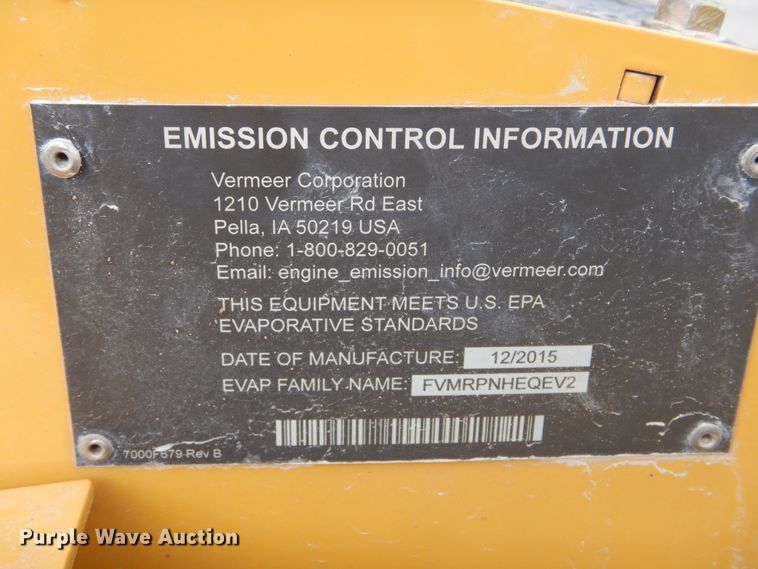 EMISSION CONTROL INFORMATION
Vermeer Corporation
1210 Vermeer Rd East
Pella, IA 50219 USA
Phone: 1-800-829-0051
Email: engine_emission_info@vermeer.com
THIS EQUIPMENT MEETS U.S. EPA
EVAPORATIVE STANDARDS
DATE OF MANUFACTURE: 12/2015
EVAP FAMILY NAME: FVMRPNHEQEV2
7000F679 Rev B
Purple Wave Auction